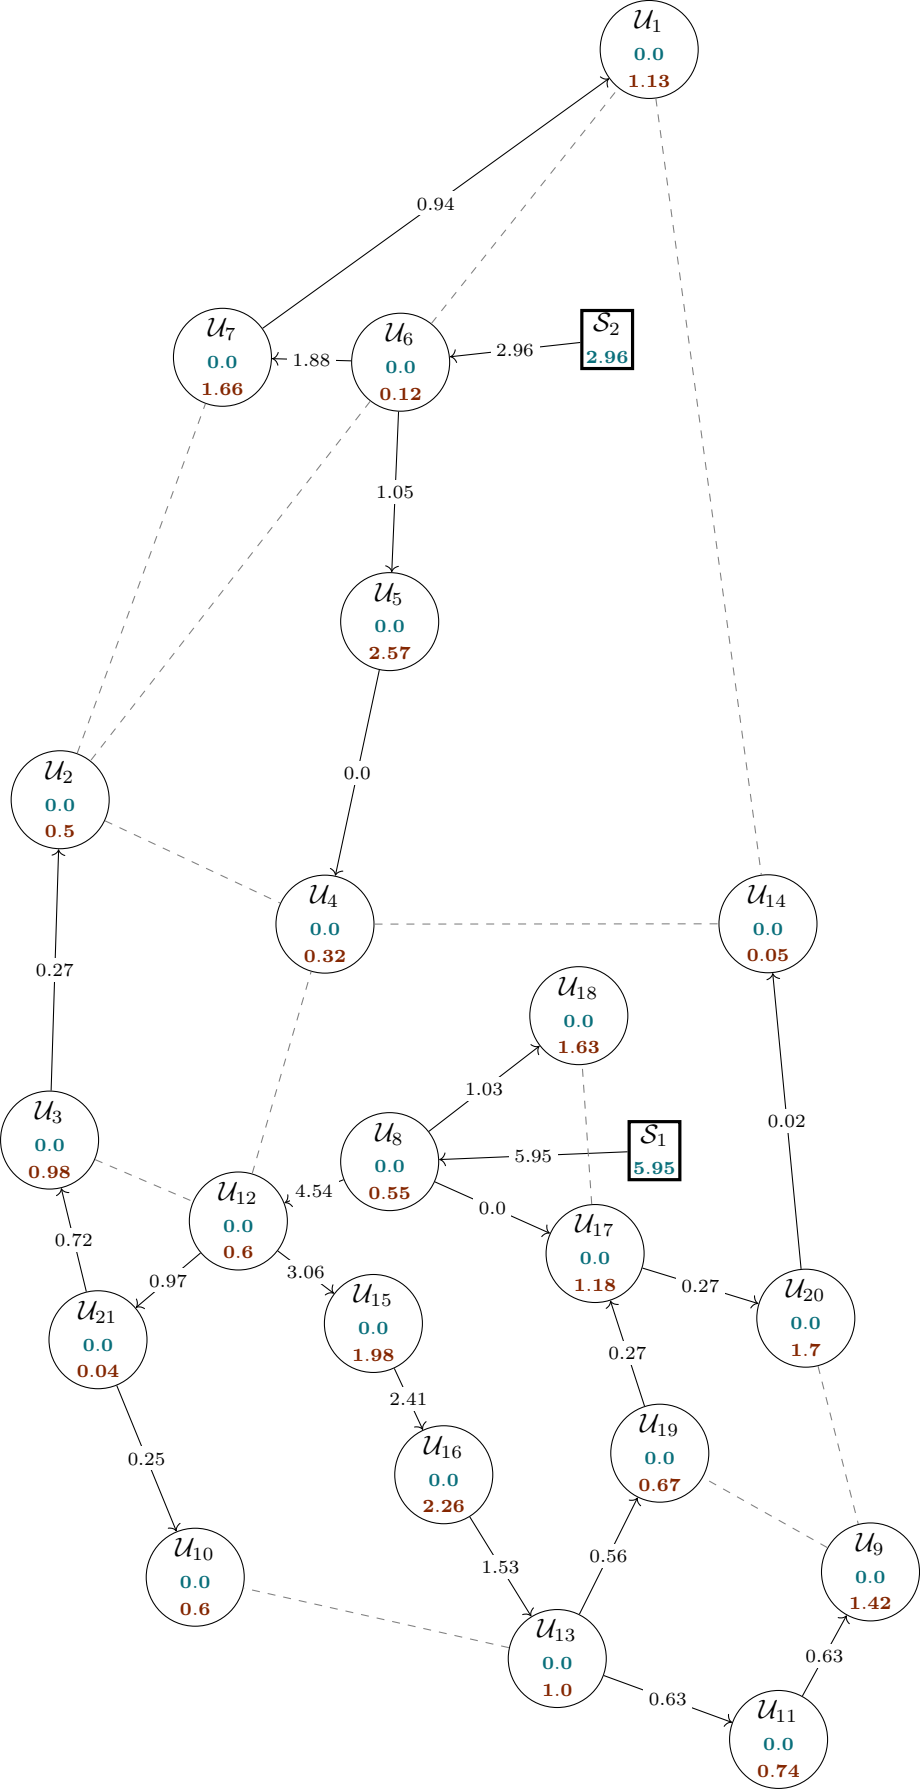 𝒰₁
0.0
1.13
0.94
𝒰₇
0.0
1.66
1.88
𝒰₆
0.0
0.12
2.96
𝒮₂
2.96
1.05
𝒰₅
0.0
2.57
0.0
𝒰₂
0.0
0.5
𝒰₄
0.0
0.32
𝒰₁₄
0.0
0.05
0.27
𝒰₁₈
0.0
1.63
1.03
0.02
𝒰₃
0.0
0.98
𝒰₈
0.0
0.55
5.95
𝒮₁
5.95
4.54
0.0
𝒰₁₂
0.0
0.6
𝒰₁₇
0.0
1.18
0.72
0.97
3.06
0.27
𝒰₂₁
0.0
0.04
𝒰₁₅
0.0
1.98
𝒰₂₀
0.0
1.7
0.27
2.41
0.25
𝒰₁₆
0.0
2.26
𝒰₁₉
0.0
0.67
1.53
0.56
𝒰₁₀
0.0
0.6
𝒰₉
0.0
1.42
𝒰₁₃
0.0
1.0
0.63
0.63
𝒰₁₁
0.0
0.74